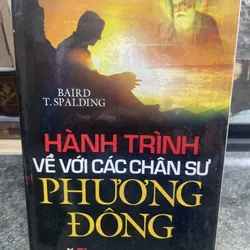 BAIRD
T. SPALDING
HÀNH TRÌNH
VỀ VỚI CÁC CHÂN SƯ
PHƯƠNG
ĐÔNG